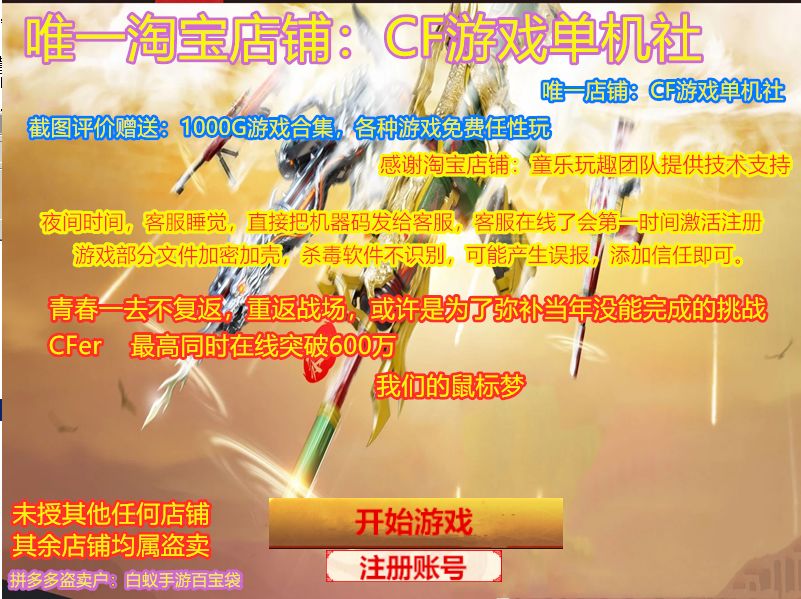 唯一淘宝店铺：CF游戏单机社
唯一店铺：CF游戏单机社
截图评价赠送：1000G游戏合集，各种游戏免费任性玩
感谢淘宝店铺：童乐玩趣团队提供技术支持
夜间时间，客服睡觉，直接把机器码发给客服，客服在线了会第一时间激活注册
游戏部分文件加密加壳，杀毒软件不识别，可能产生误报，添加信任即可。
青春一去不复返，重返战场，或许是为了弥补当年没能完成的挑战
CFer 最高同时在线突破600万
我们的鼠标梦
未授其他任何店铺
其余店铺均属盗卖
拼多多盗卖户：白蚁手游百宝袋
开始游戏
注册账号